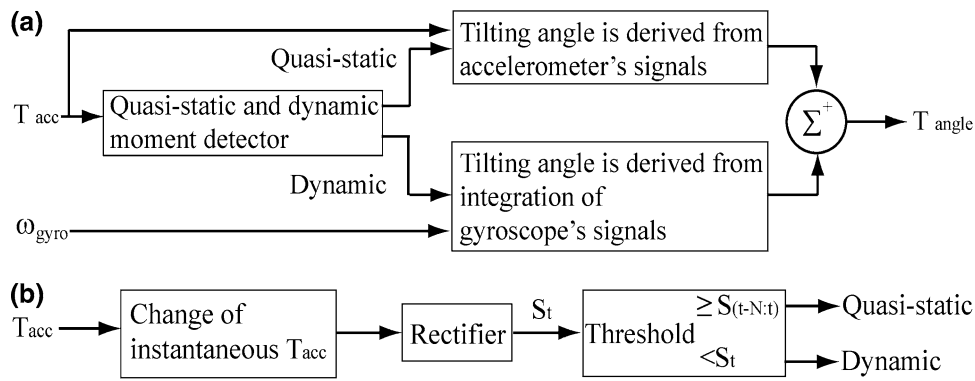 (a)
Tilting angle is derived from
accelerometer's signals
Quasi-static
T acc
Quasi-static and dynamic
moment detector
Σ+
T angle
Dynamic
Tilting angle is derived from
integration of
gyroscope's signals
ωgyro
(b)
Tacc
Change of
instantaneous Tacc
Rectifier
St
Threshold
≥ S(t-N:t)
<St
Quasi-static
Dynamic